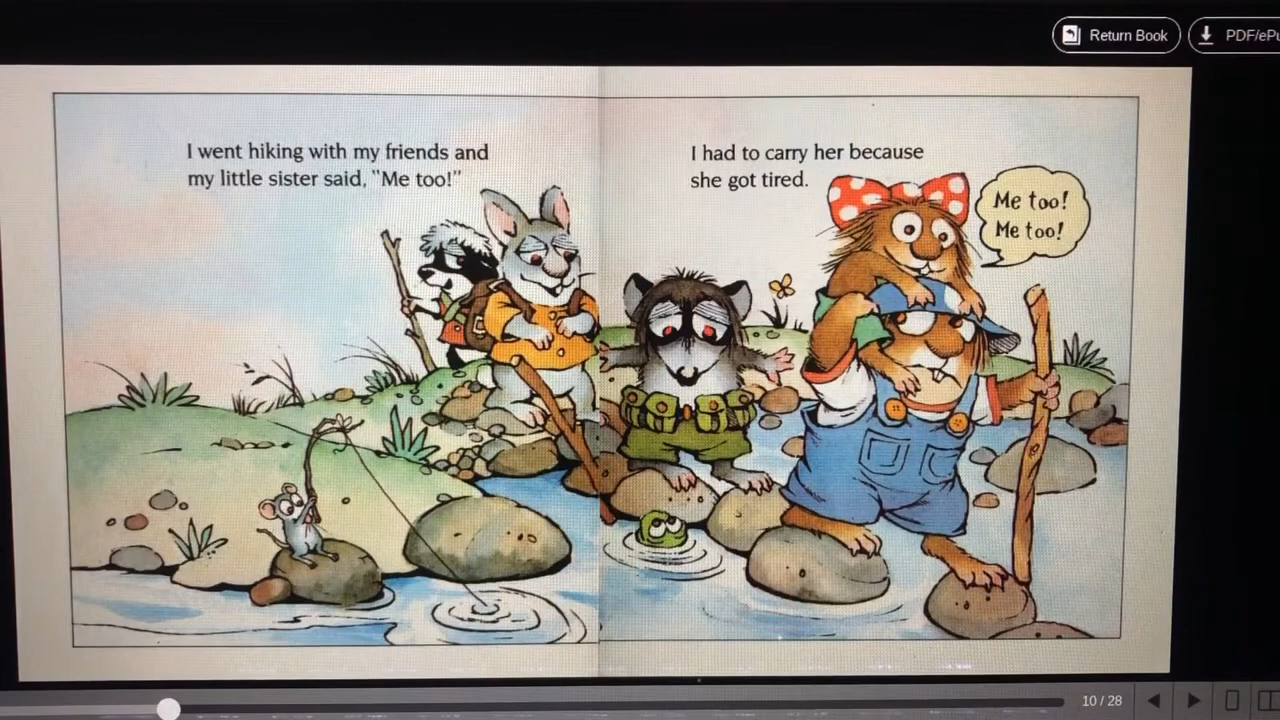 Return Book
PDF/ePu
I went hiking with my friends and
my little sister said, "Me too!"
I had to carry her because
she got tired.
Me too!
Me too!
10 / 28